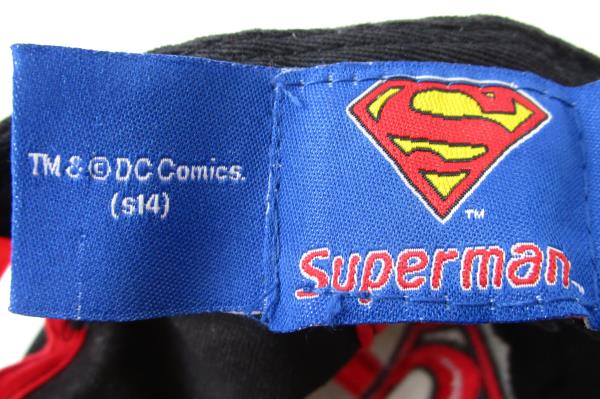 TM & © DC Comics.
(s14)
TM
Superman